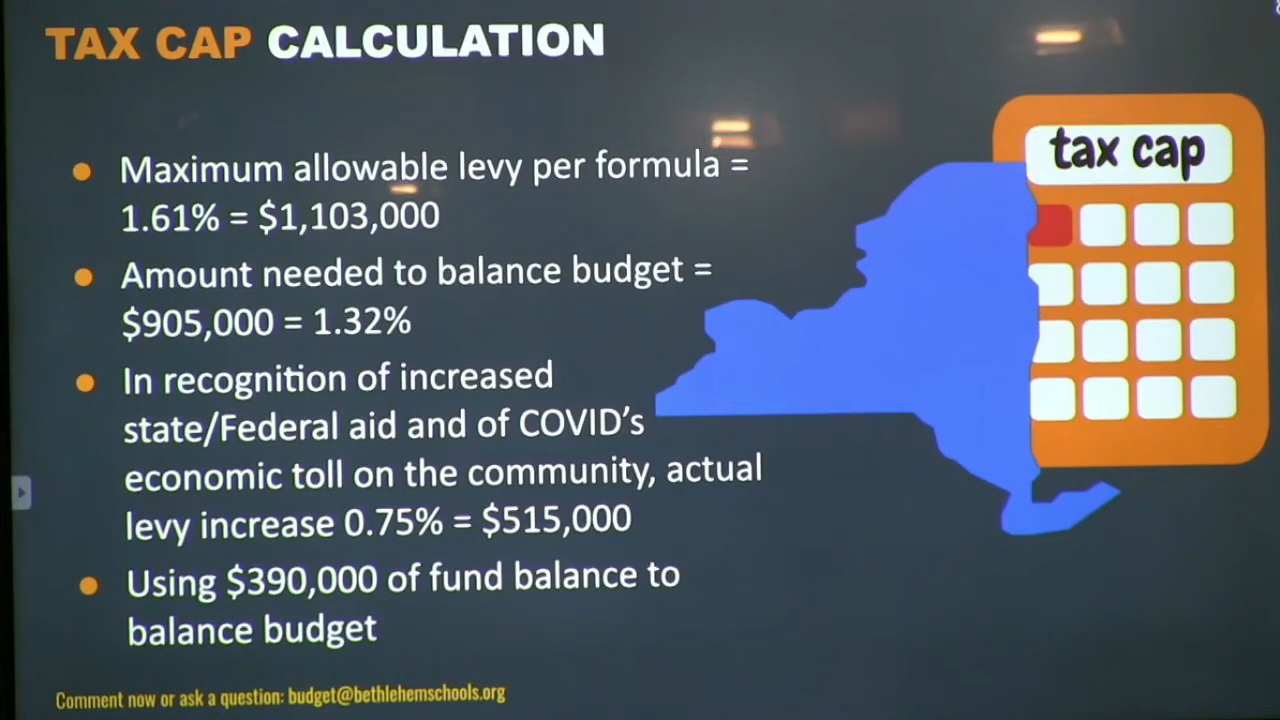 TAX CAP CALCULATION
tax cap
Maximum allowable levy per formula =
1.61% = $1,103,000
Amount needed to balance budget =
$905,000 = 1.32%
In recognition of increased
state/Federal aid and of COVID's
economic toll on the community, actual
levy increase 0.75% = $515,000
Using $390,000 of fund balance to
balance budget
Comment now or ask a question: budget@bethlehemschools.org